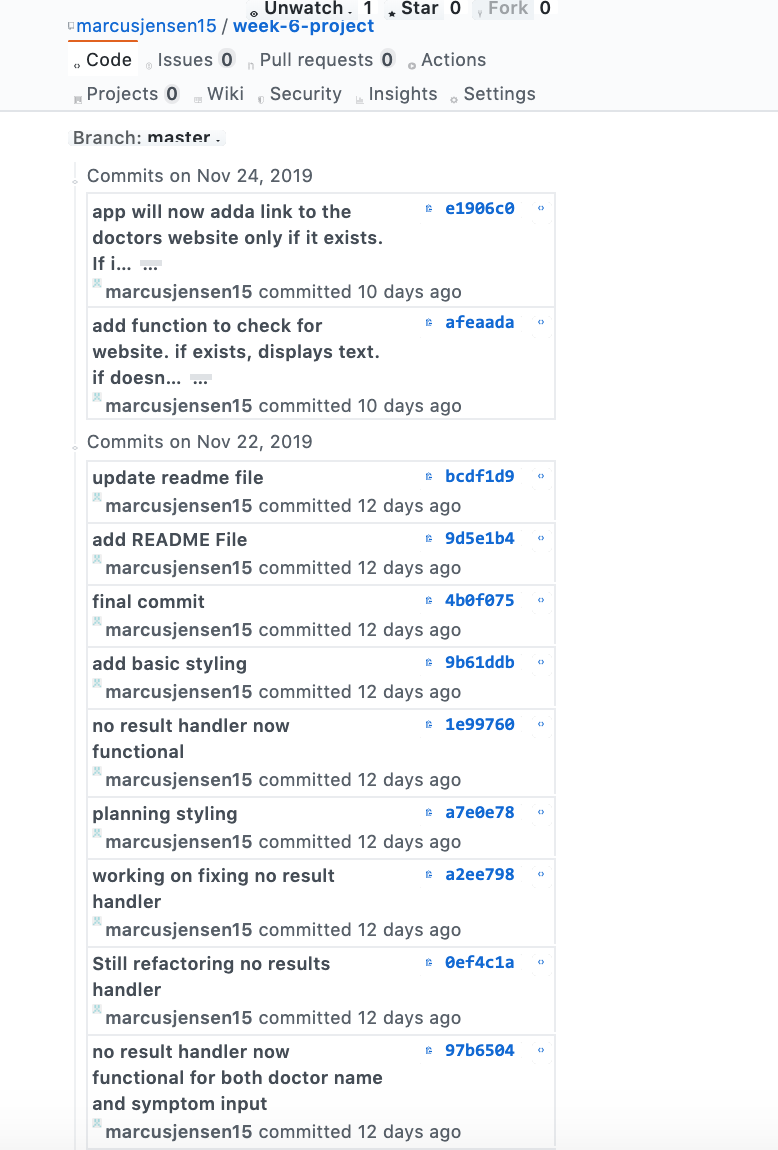 Unwatch 1 Star 0 Fork 0
marcusjensen15 / week-6-project
Code Issues 0 Pull requests 0 Actions
Projects 0 Wiki Security Insights Settings
Branch: master
Commits on Nov 24, 2019
app will now adda link to the e1906c0
doctors website only if it exists.
If i... ...
marcusjensen15 committed 10 days ago
add function to check for afeaada
website. if exists, displays text.
if doesn... ...
marcusjensen15 committed 10 days ago
Commits on Nov 22, 2019
update readme file bcdf1d9
marcusjensen15 committed 12 days ago
add README File 9d5e1b4
marcusjensen15 committed 12 days ago
final commit 4b0f075
marcusjensen15 committed 12 days ago
add basic styling 9b61ddb
marcusjensen15 committed 12 days ago
no result handler now 1e99760
functional
marcusjensen15 committed 12 days ago
planning styling a7e0e78
marcusjensen15 committed 12 days ago
working on fixing no result a2ee798
handler
marcusjensen15 committed 12 days ago
Still refactoring no results 0ef4c1a
handler
marcusjensen15 committed 12 days ago
no result handler now 97b6504
functional for both doctor name
and symptom input
marcusjensen15 committed 12 days ago